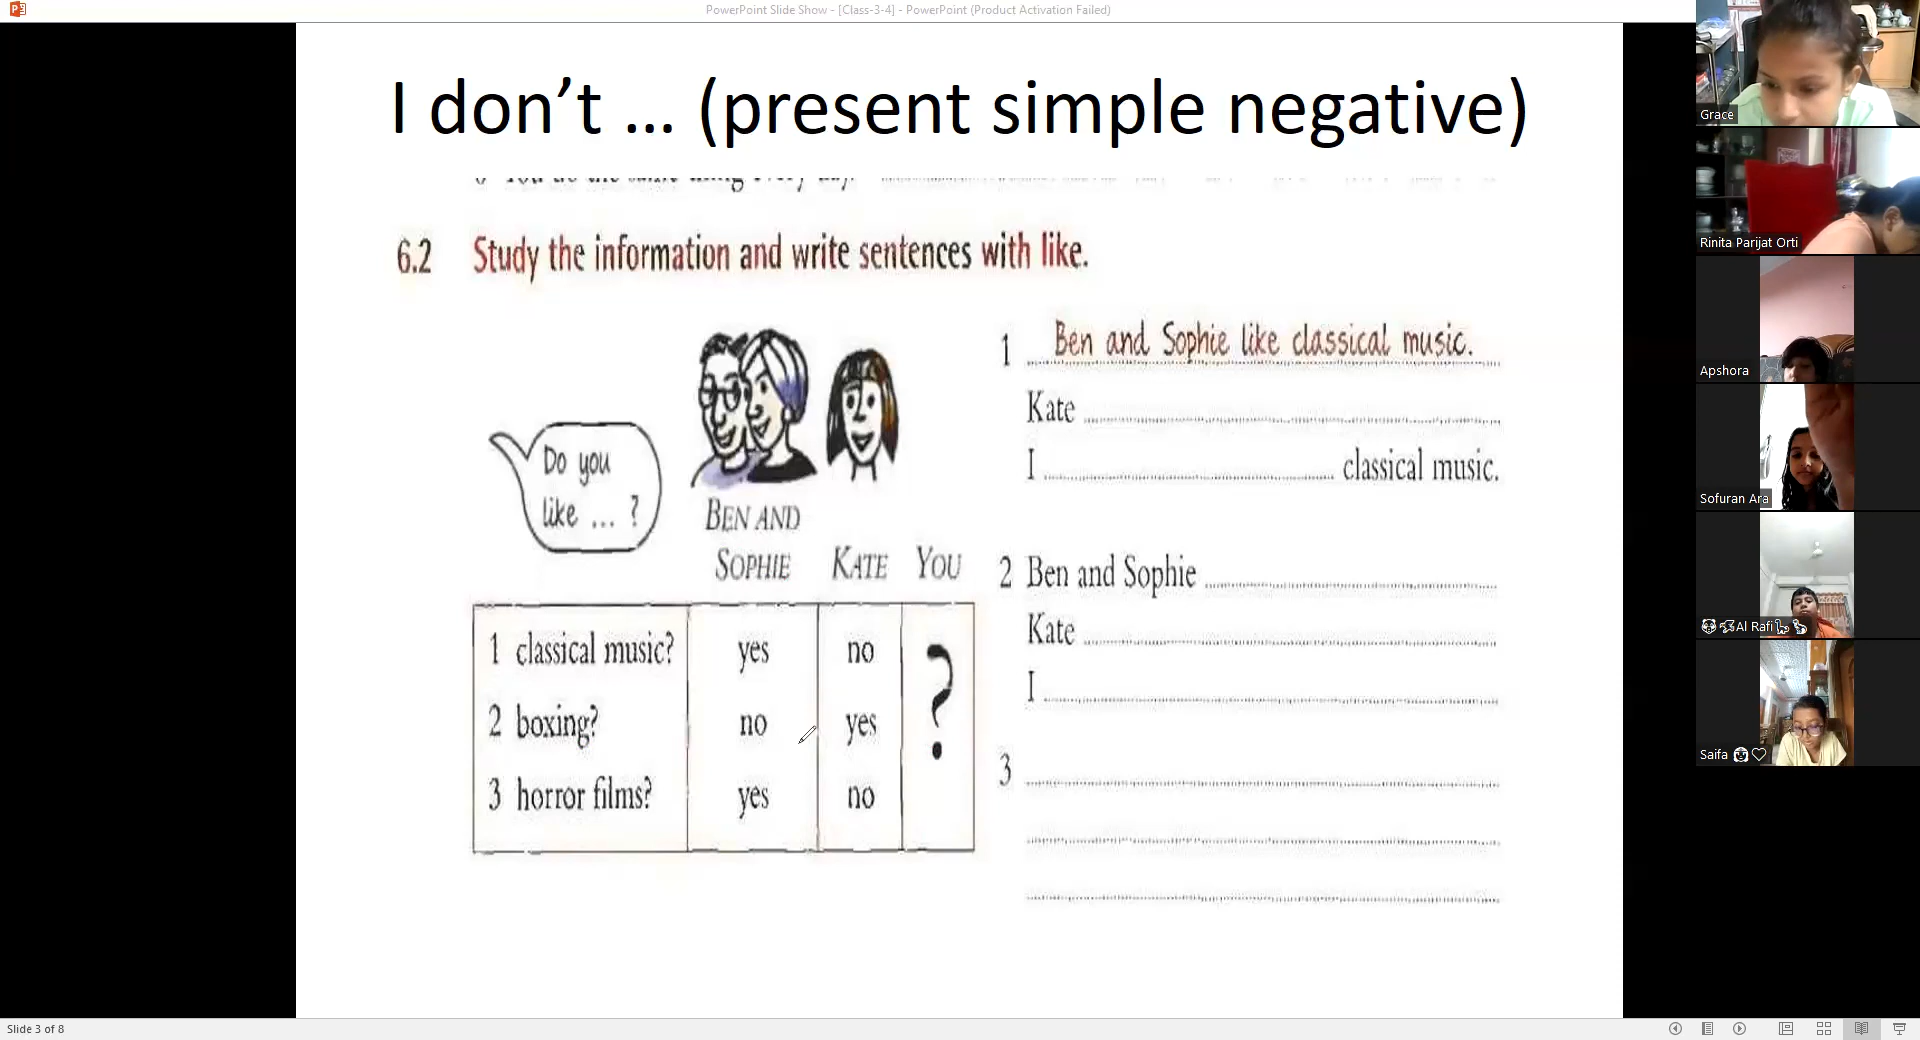 PowerPoint Slide Show - [Class-3-4] - PowerPoint (Product Activation Failed)
I don't ... (present simple negative)
6.2 Study the information and write sentences with like.
Do you
like ... ?
BEN AND
SOPHIE KATE YOU
1 classical music? yes no ?
2 boxing? no yes
3 horror films? yes no
1 Ben and Sophie like classical music.
Kate
I classical music.
2 Ben and Sophie
Kate
I
3
Grace
Rinita Parijat Orti
Apshora
Sofuran Ara
Al Rafi
Saifa
Slide 3 of 8